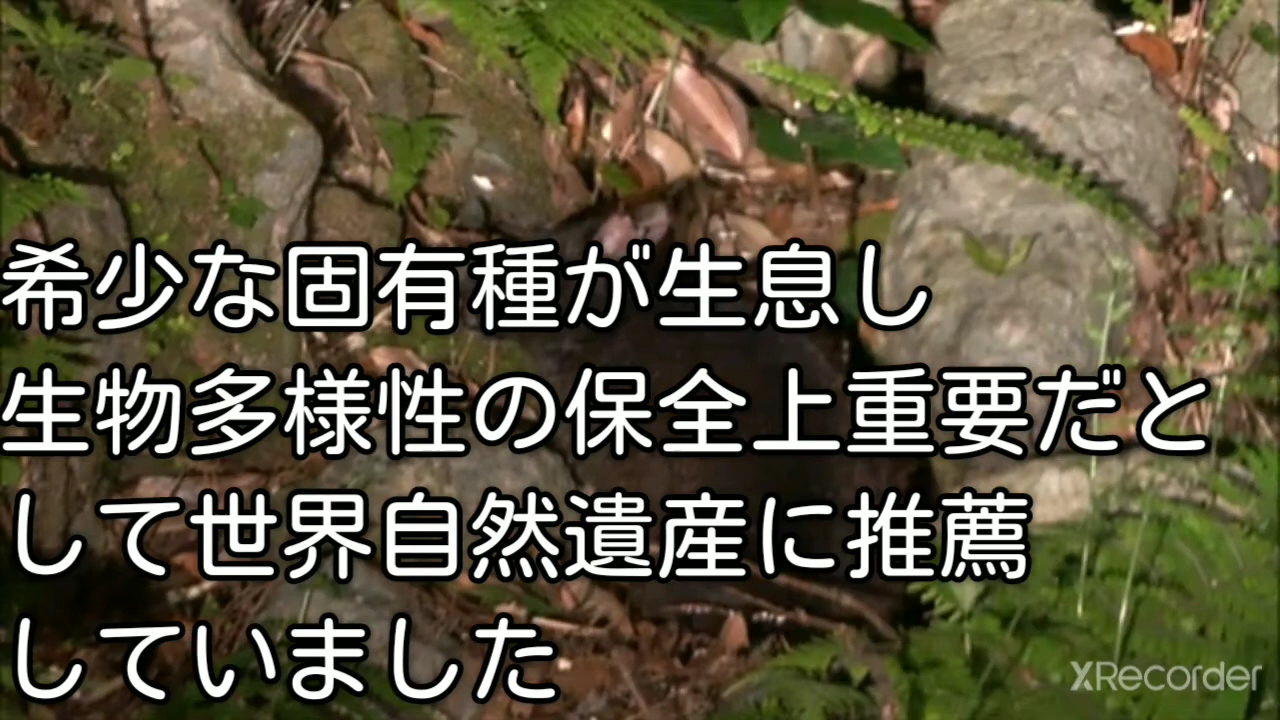 希少な固有種が生息し
生物多様性の保全上重要だと
して世界自然遺産に推薦
していました
XRecorder